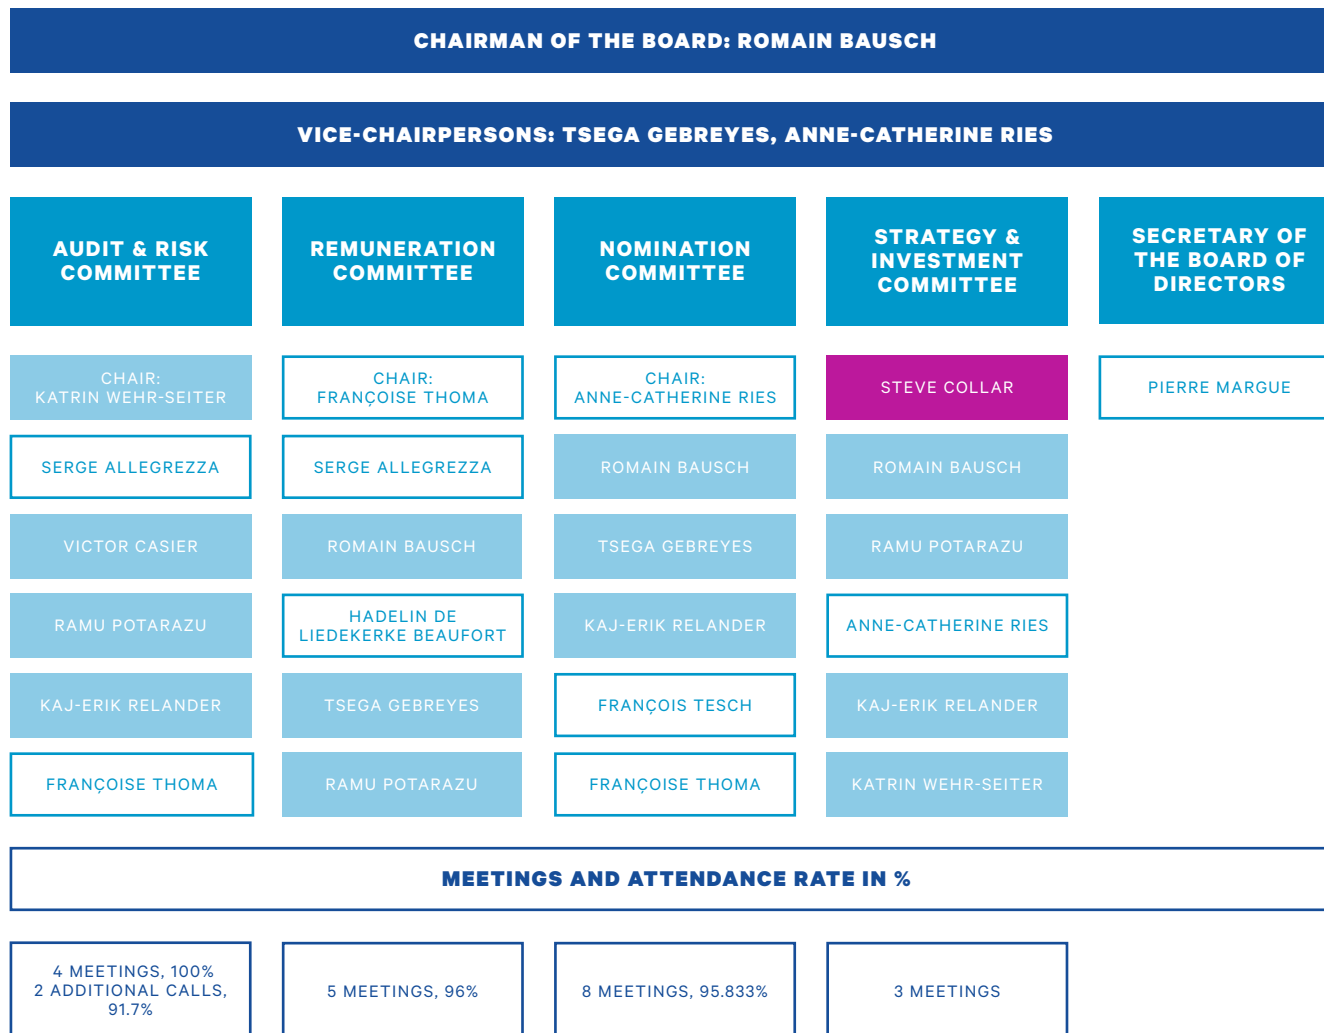 CHAIRMAN OF THE BOARD: ROMAIN BAUSCH
VICE-CHAIRPERSONS: TSEGA GEBREYES, ANNE-CATHERINE RIES
AUDIT & RISK
COMMITTEE
CHAIR:
KATRIN WEHR-SEITER
SERGE ALLEGREZZA
VICTOR CASIER
RAMU POTARAZU
KAJ-ERIK RELANDER
FRANÇOISE THOMA
REMUNERATION
COMMITTEE
CHAIR:
FRANÇOISE THOMA
SERGE ALLEGREZZA
ROMAIN BAUSCH
HADELIN DE
LIEDEKERKE BEAUFORT
TSEGA GEBREYES
RAMU POTARAZU
NOMINATION
COMMITTEE
CHAIR:
ANNE-CATHERINE RIES
ROMAIN BAUSCH
TSEGA GEBREYES
KAJ-ERIK RELANDER
FRANÇOIS TESCH
FRANÇOISE THOMA
STRATEGY &
INVESTMENT
COMMITTEE
STEVE COLLAR
ROMAIN BAUSCH
RAMU POTARAZU
ANNE-CATHERINE RIES
KAJ-ERIK RELANDER
KATRIN WEHR-SEITER
SECRETARY OF
THE BOARD OF
DIRECTORS
PIERRE MARGUE
MEETINGS AND ATTENDANCE RATE IN %
4 MEETINGS, 100%
2 ADDITIONAL CALLS,
91.7%
5 MEETINGS, 96%
8 MEETINGS, 95.833%
3 MEETINGS